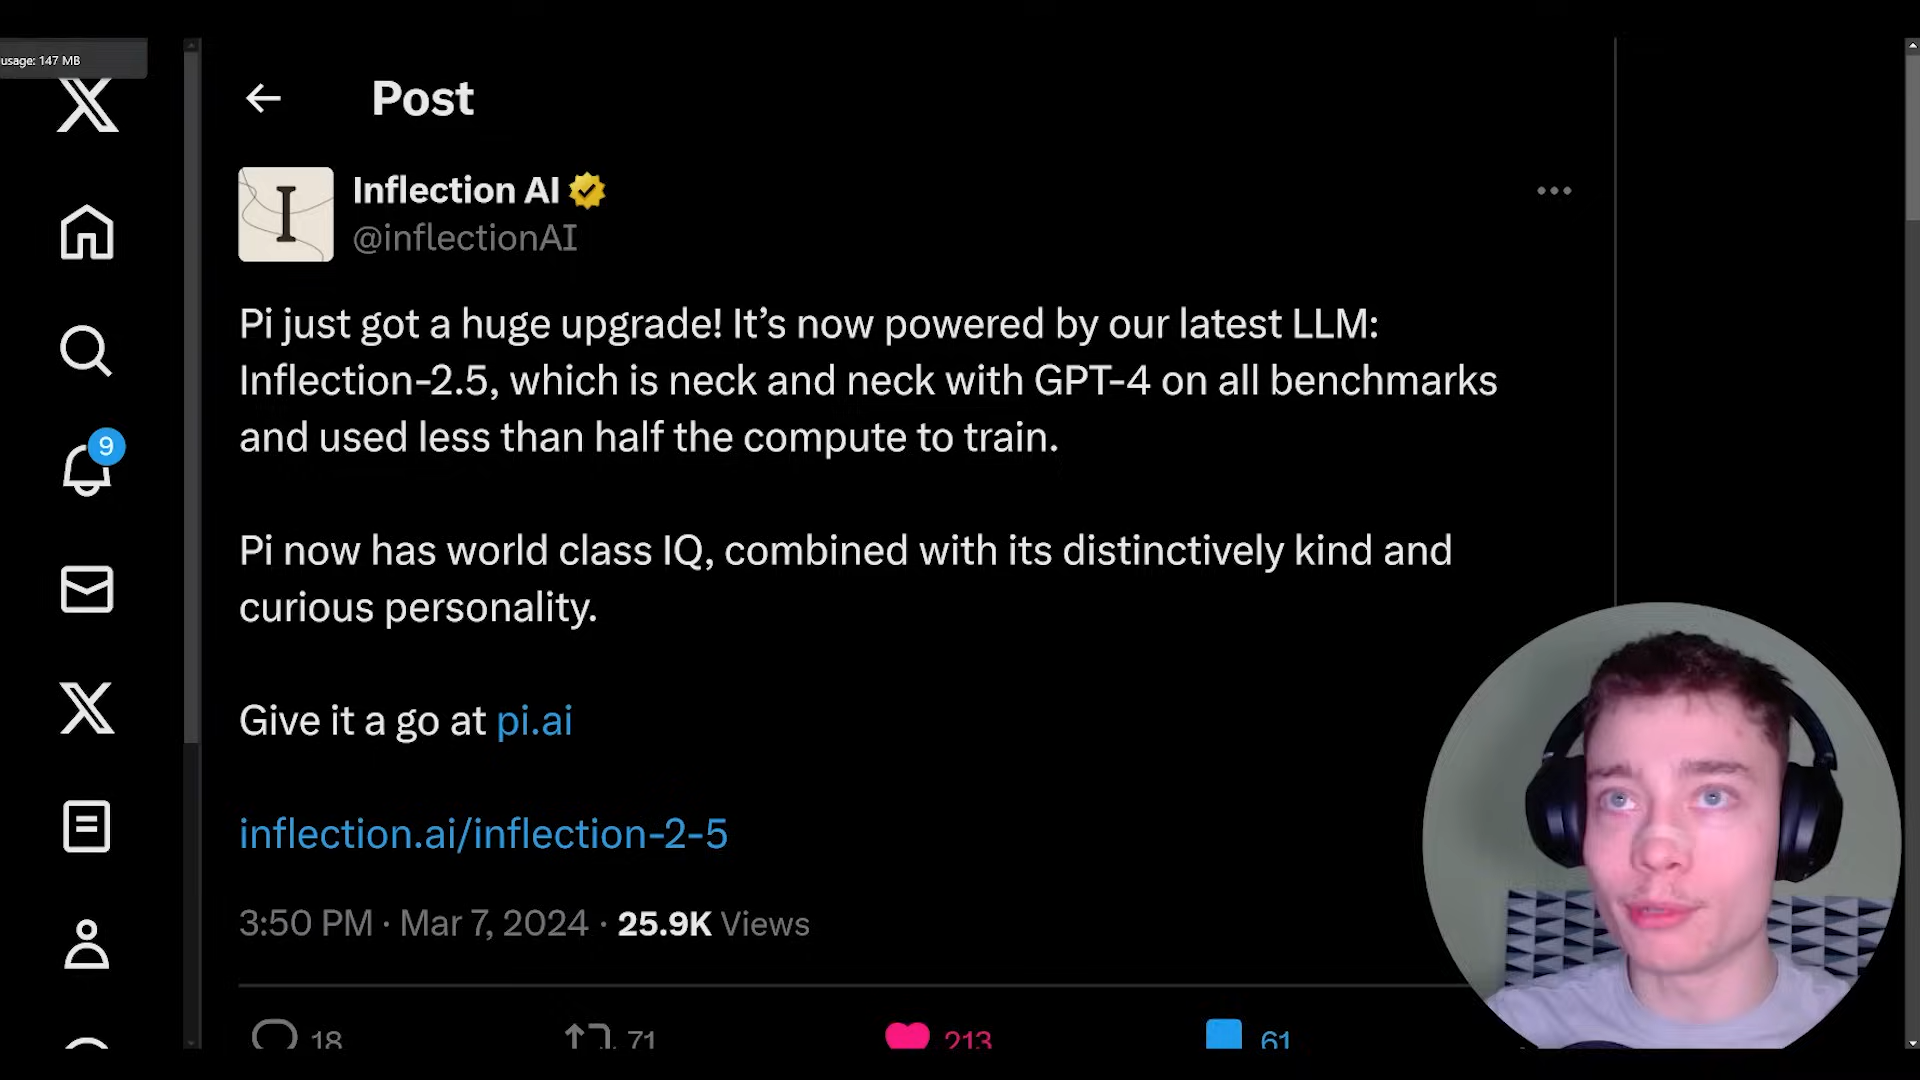 usage: 147 MB
Post
Inflection AI
@inflectionAI
Pi just got a huge upgrade! It’s now powered by our latest LLM:
Inflection-2.5, which is neck and neck with GPT-4 on all benchmarks
and used less than half the compute to train.
Pi now has world class IQ, combined with its distinctively kind and
curious personality.
Give it a go at pi.ai
inflection.ai/inflection-2-5
3:50 PM · Mar 7, 2024 · 25.9K Views
18 71 213 61
9